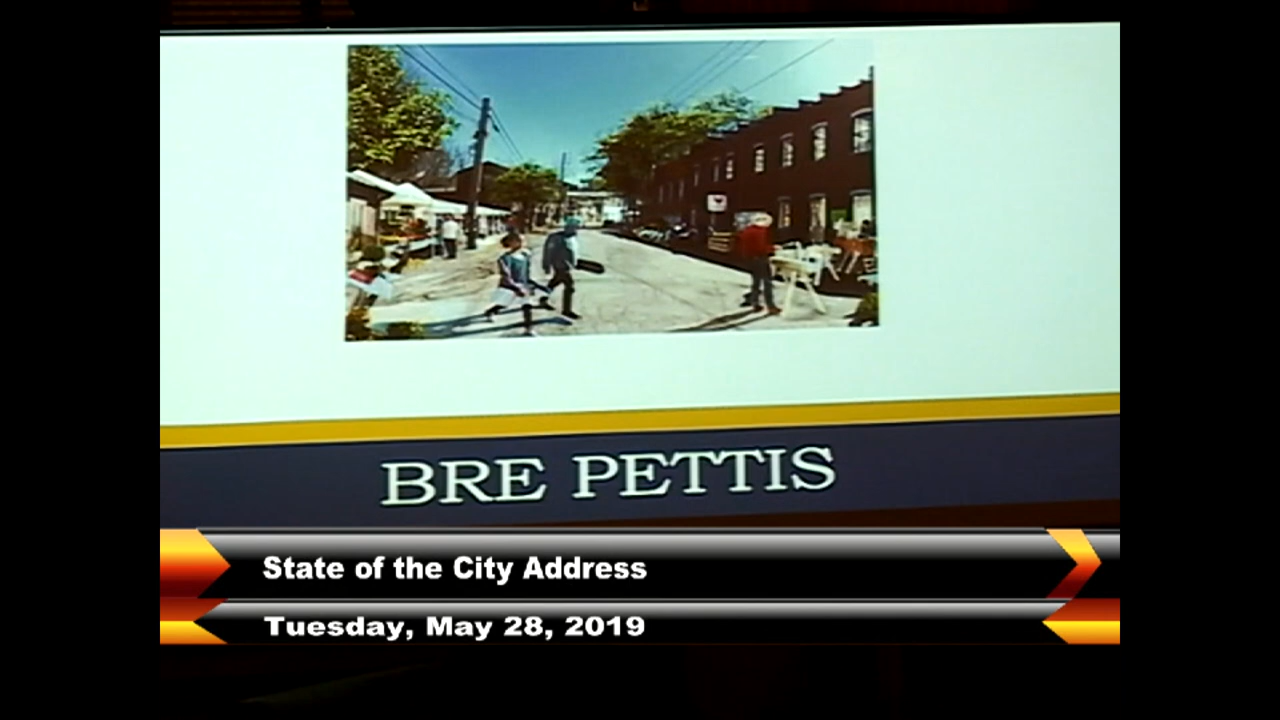 BRE PETTIS
State of the City Address
Tuesday, May 28, 2019